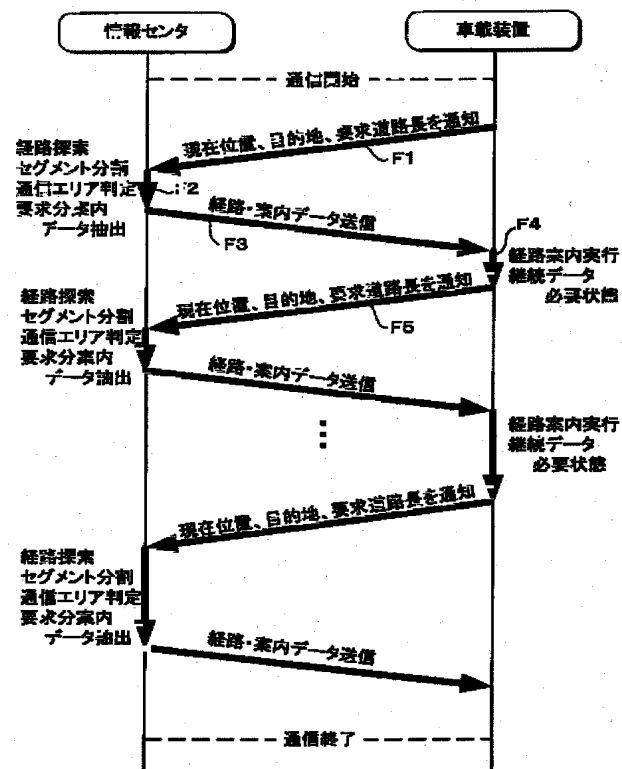 情報センタ
車載装置
通信開始
現在位置、目的地、要求道路長を通知
F1
経路探索
セグメント分割
通信エリア判定
要求分案内
データ抽出
F2
経路・案内データ送信
F3
F4
経路案内実行
継続データ
必要状態
現在位置、目的地、要求道路長を通知
F5
経路探索
セグメント分割
通信エリア判定
要求分案内
データ抽出
経路・案内データ送信
経路案内実行
継続データ
必要状態
現在位置、目的地、要求道路長を通知
経路探索
セグメント分割
通信エリア判定
要求分案内
データ抽出
経路・案内データ送信
通信終了